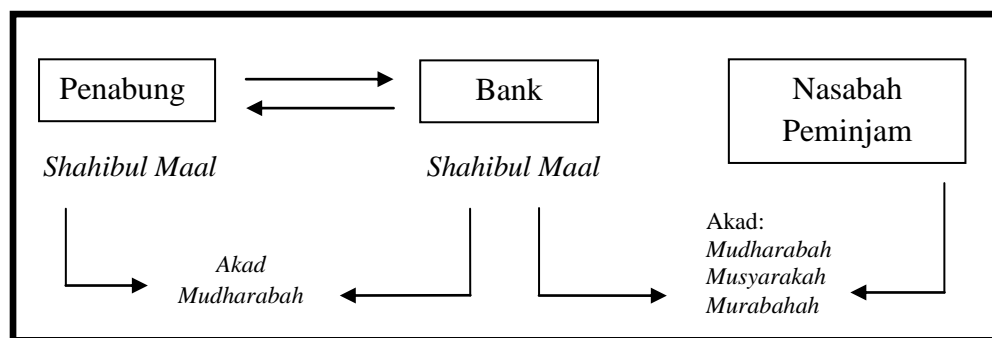 Penabung
Bank
Nasabah
Peminjam
Shahibul Maal
Shahibul Maal
Akad
Mudharabah
Akad:
Mudharabah
Musyarakah
Murabahah